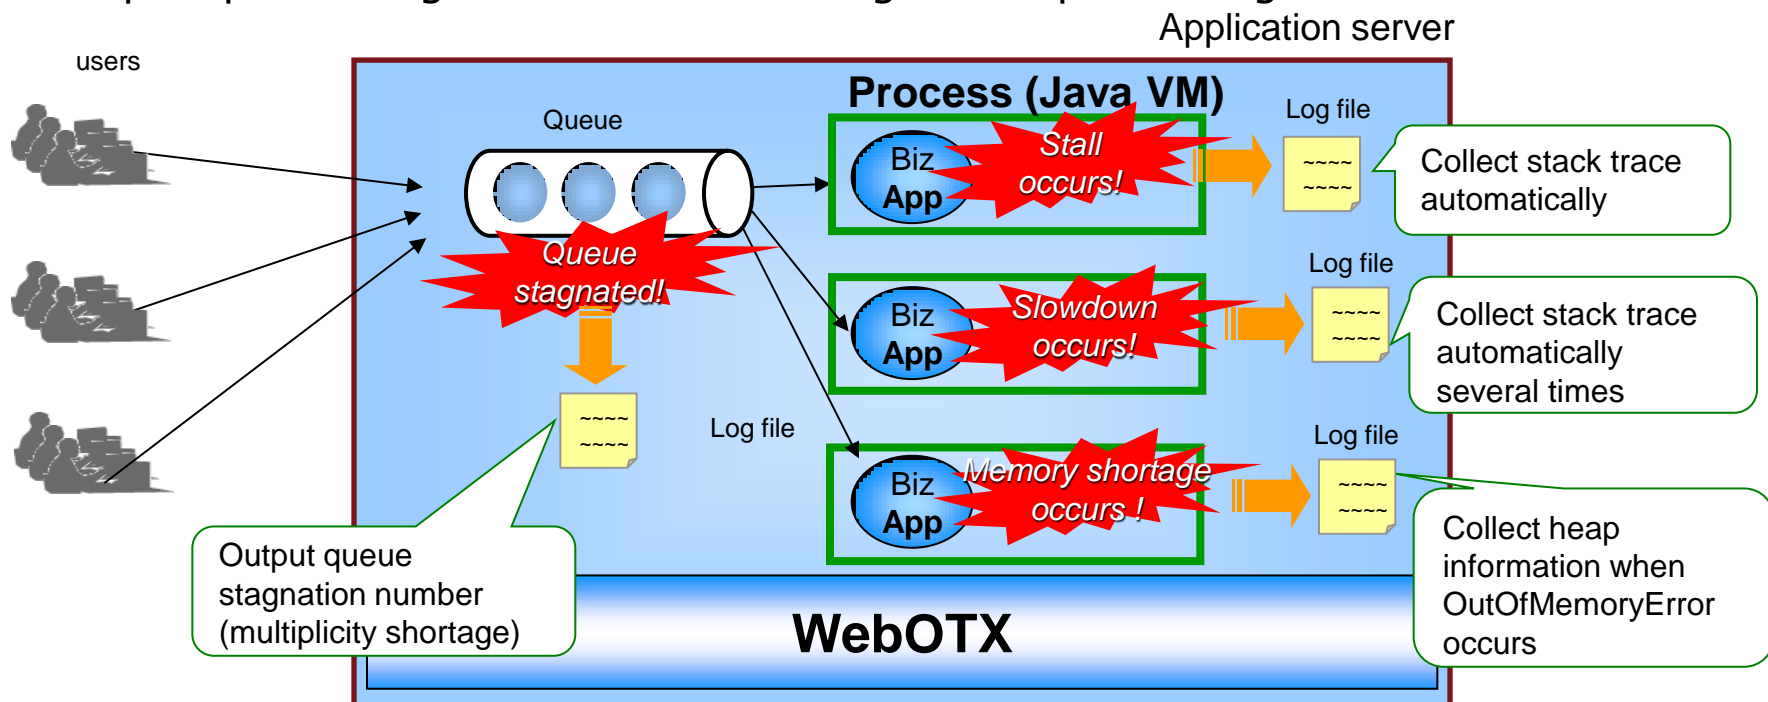 Application server
users
Process (Java VM)
Queue
Log file
Biz
App
Stall
occurs!
~~~~
~~~~
Collect stack trace
automatically
Queue
stagnated!
Log file
Biz
App
Slowdown
occurs!
~~~~
~~~~
Collect stack trace
automatically
several times
~~~~
~~~~
Log file
Log file
Biz
App
Memory shortage
occurs !
~~~~
~~~~
Output queue
stagnation number
(multiplicity shortage)
Collect heap
information when
OutOfMemoryError
occurs
WebOTX